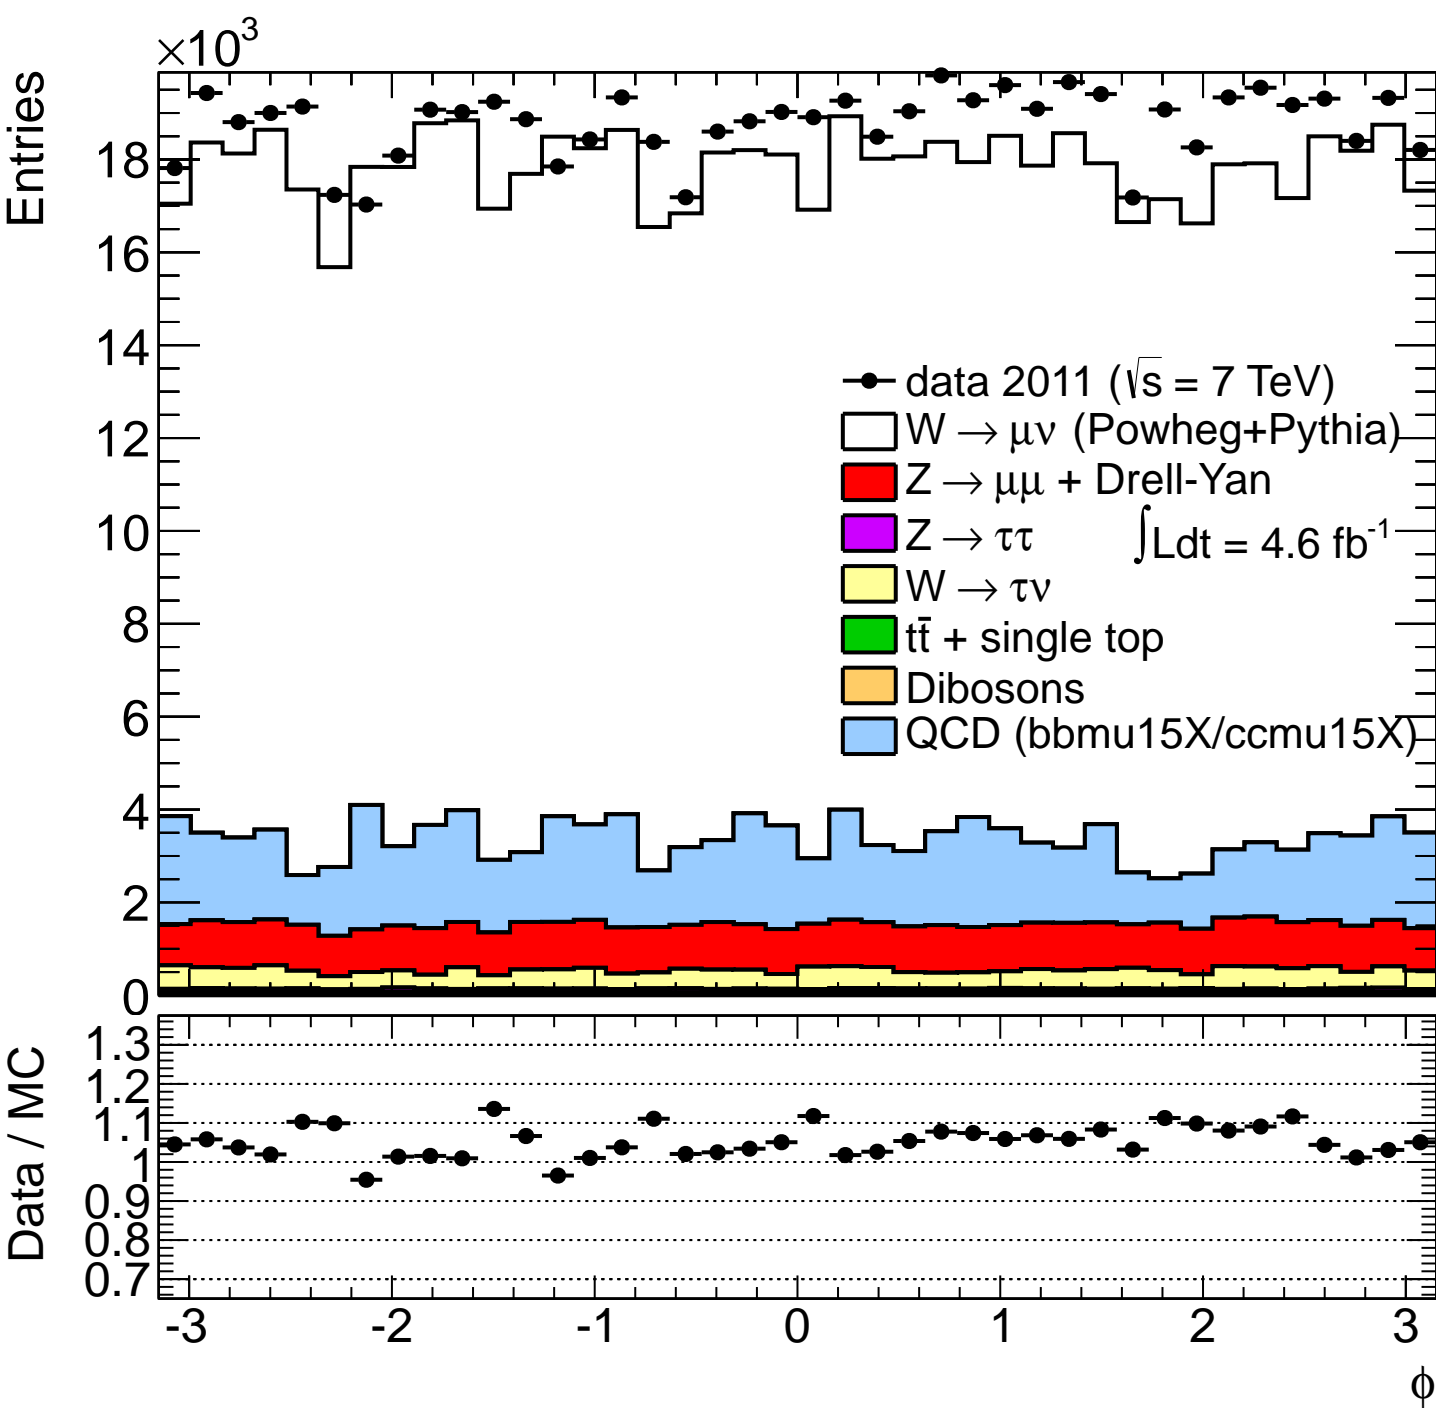 ×10³
Entries
18
16
14
12
10
8
6
4
2
0
data 2011 (√s = 7 TeV)
W → μν (Powheg+Pythia)
Z → μμ + Drell-Yan
Z → ττ
∫Ldt = 4.6 fb⁻¹
W → τν
tt̄ + single top
Dibosons
QCD (bbmu15X/ccmu15X)
Data / MC
1.3
1.2
1.1
1
0.9
0.8
0.7
-3 -2 -1 0 1 2 3
ϕ